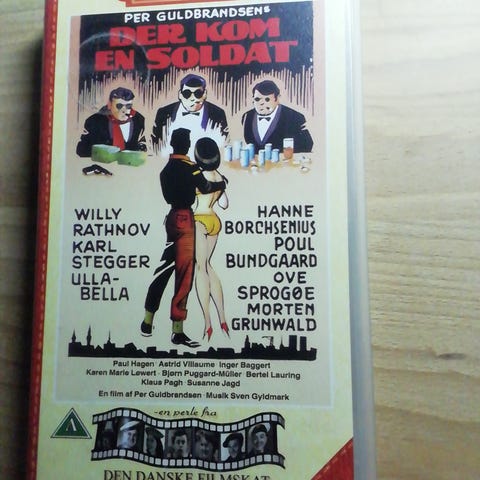 PER GULDBRANDSENS
DER KOM
EN SOLDAT
WILLY
RATHNOV
KARL
STEGGER
ULLA-
BELLA
HANNE
BORCHSENIUS
POUL
BUNDGAARD
OVE
SPROGØE
MORTEN
GRUNWALD
Paul Hagen · Astrid Villaume · Inger Baggert
Karen Marie Løwert · Bjørn Puggard-Müller · Bertel Lauring
Klaus Pagh · Susanne Jagd
En film af Per Guldbrandsen · Musik Sven Gyldmark
-en perle fra
A
DEN DANSKE FILMSKAT